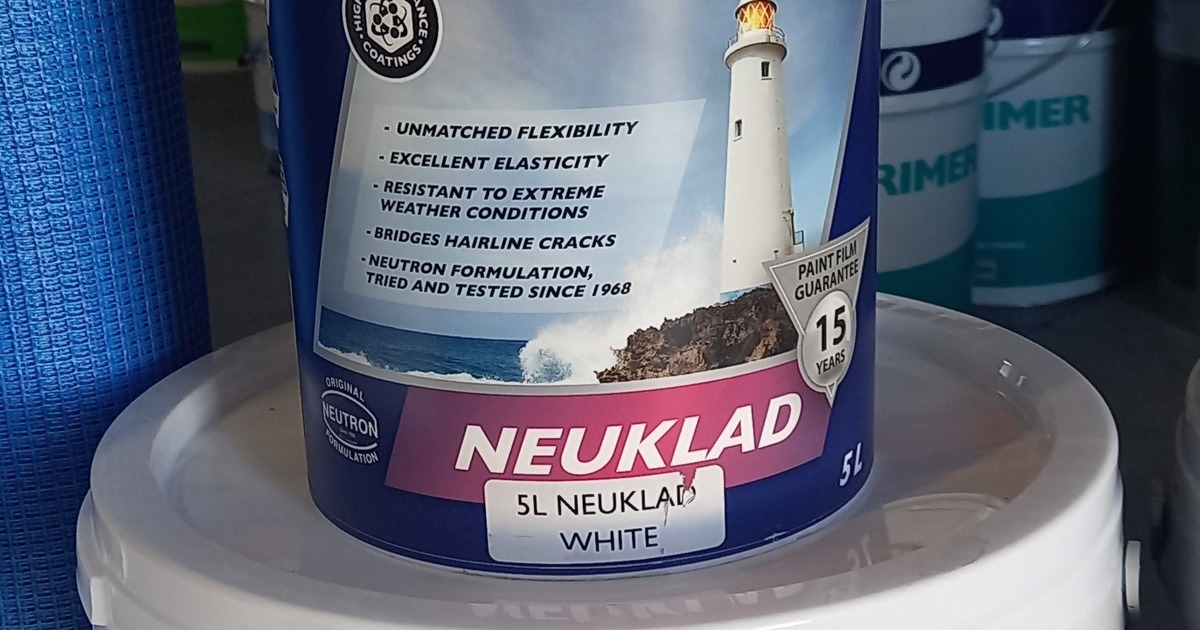 COATINGS
- UNMATCHED FLEXIBILITY
- EXCELLENT ELASTICITY
- RESISTANT TO EXTREME
WEATHER CONDITIONS
- BRIDGES HAIRLINE CRACKS
- NEUTRON FORMULATION,
TRIED AND TESTED SINCE 1968
PAINT FILM
GUARANTEE
15
YEARS
ORIGINAL
NEUTRON
FORMULATION
NEUKLAD
5L
5L NEUKLAD
WHITE
RIMER
IMER